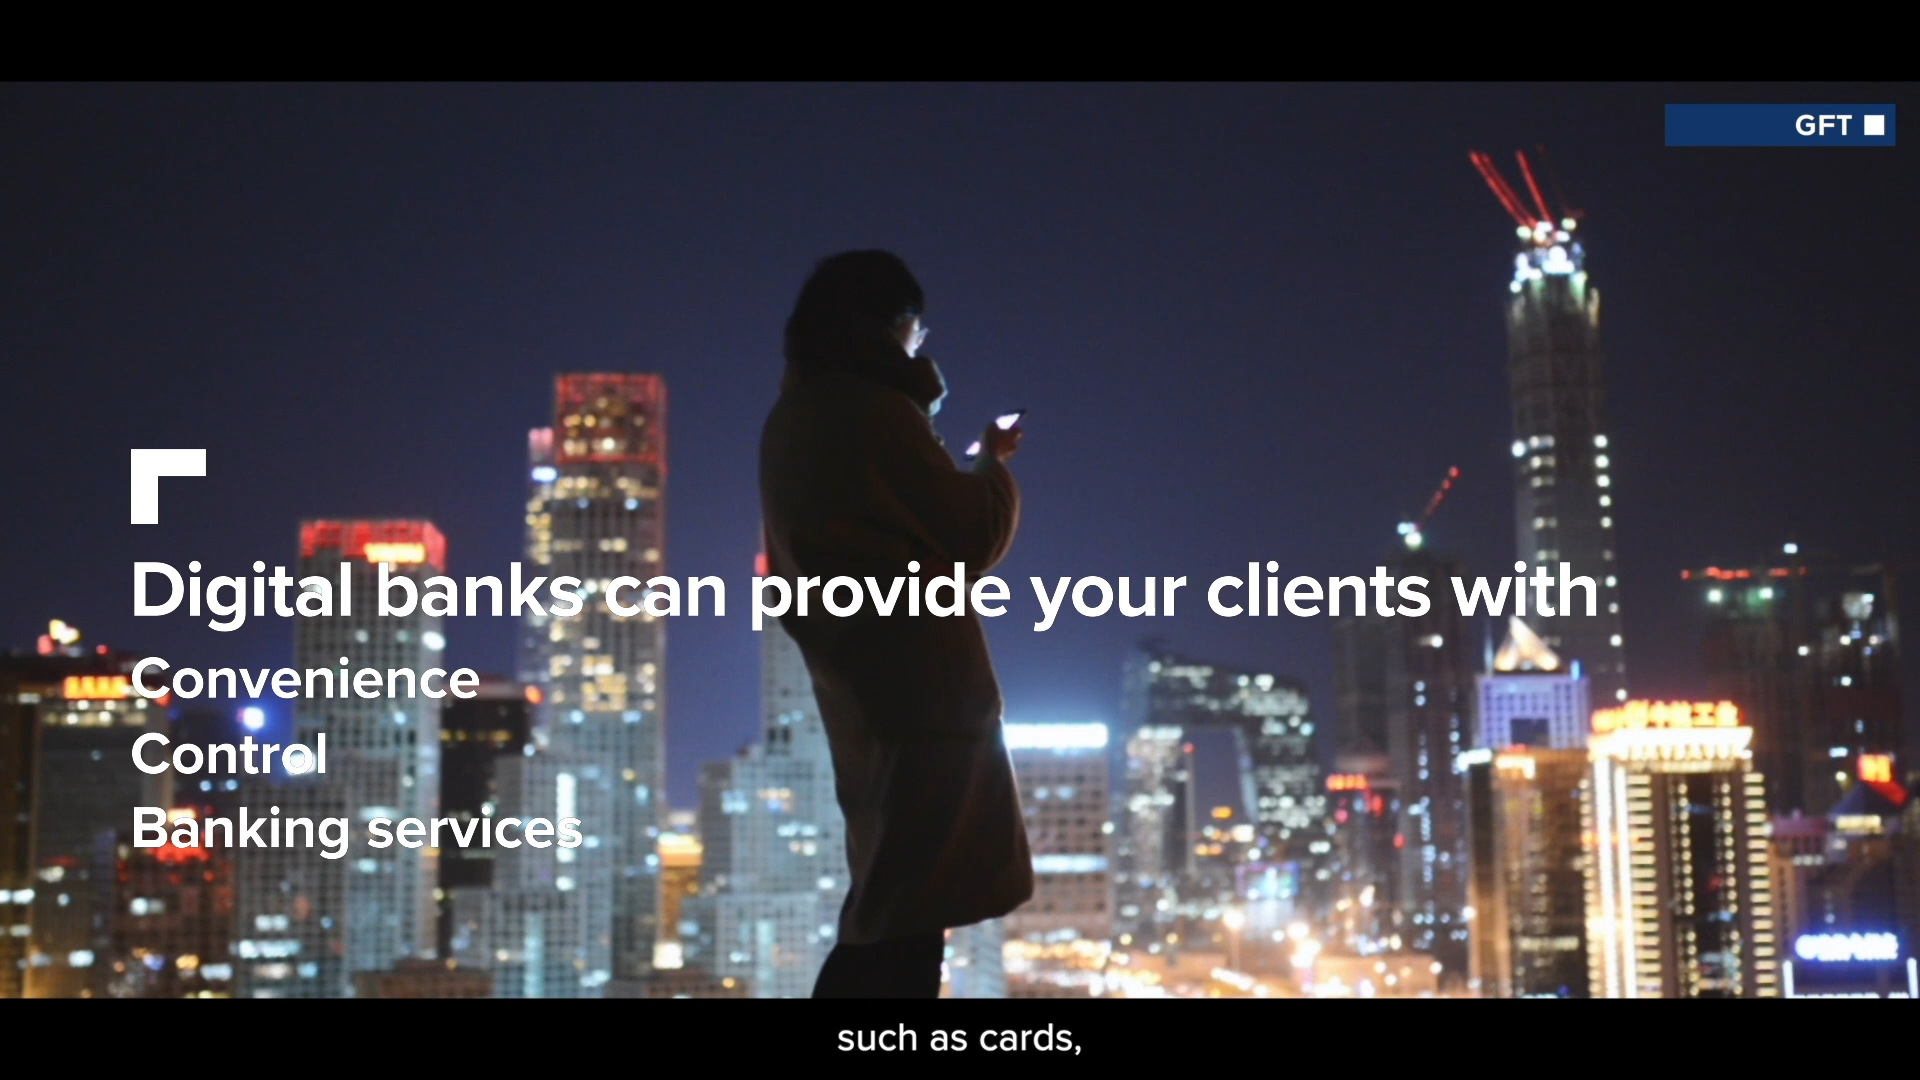 GFT
Digital banks can provide your clients with
Convenience
Control
Banking services
such as cards,